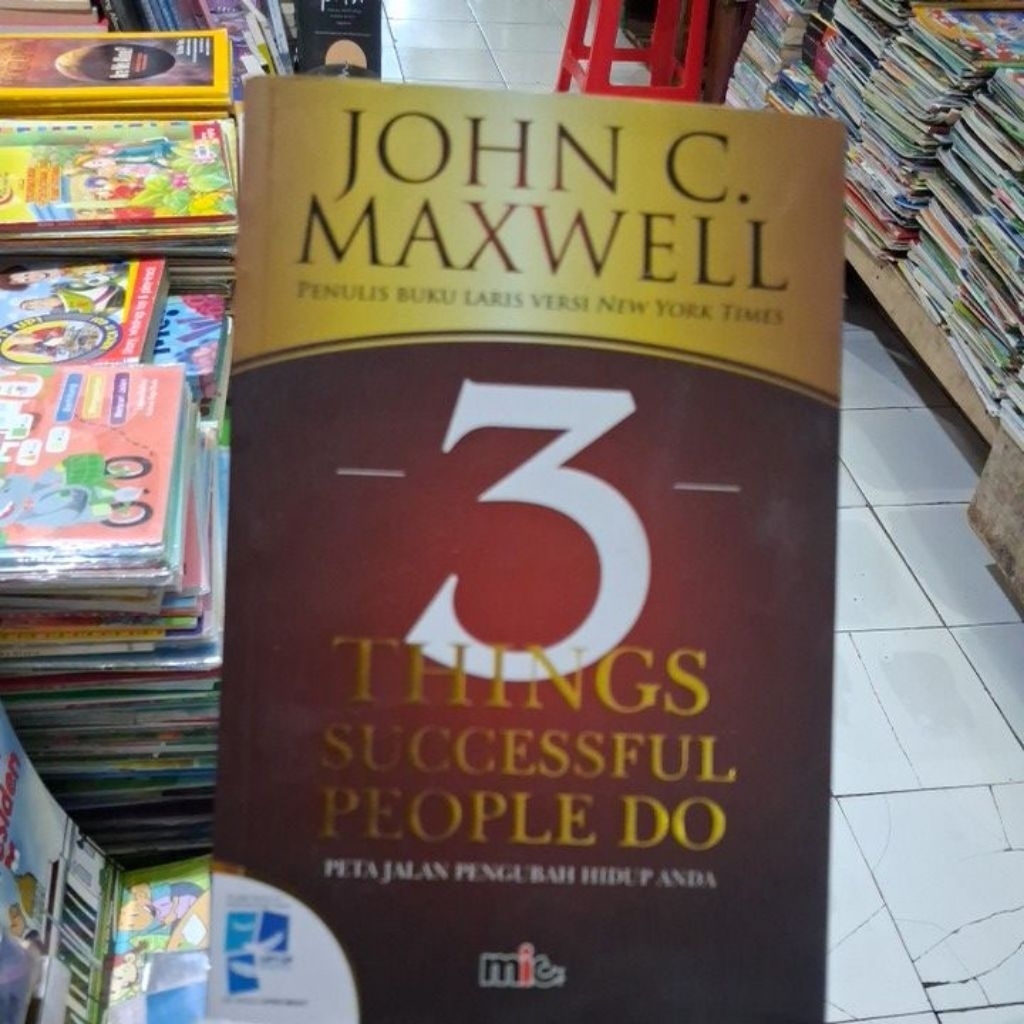 JOHN C.
MAXWELL
PENULIS BUKU LARIS VERSI NEW YORK TIMES
3
THINGS
SUCCESSFUL
PEOPLE DO
PETA JALAN PENGUBAH HIDUP ANDA
mic